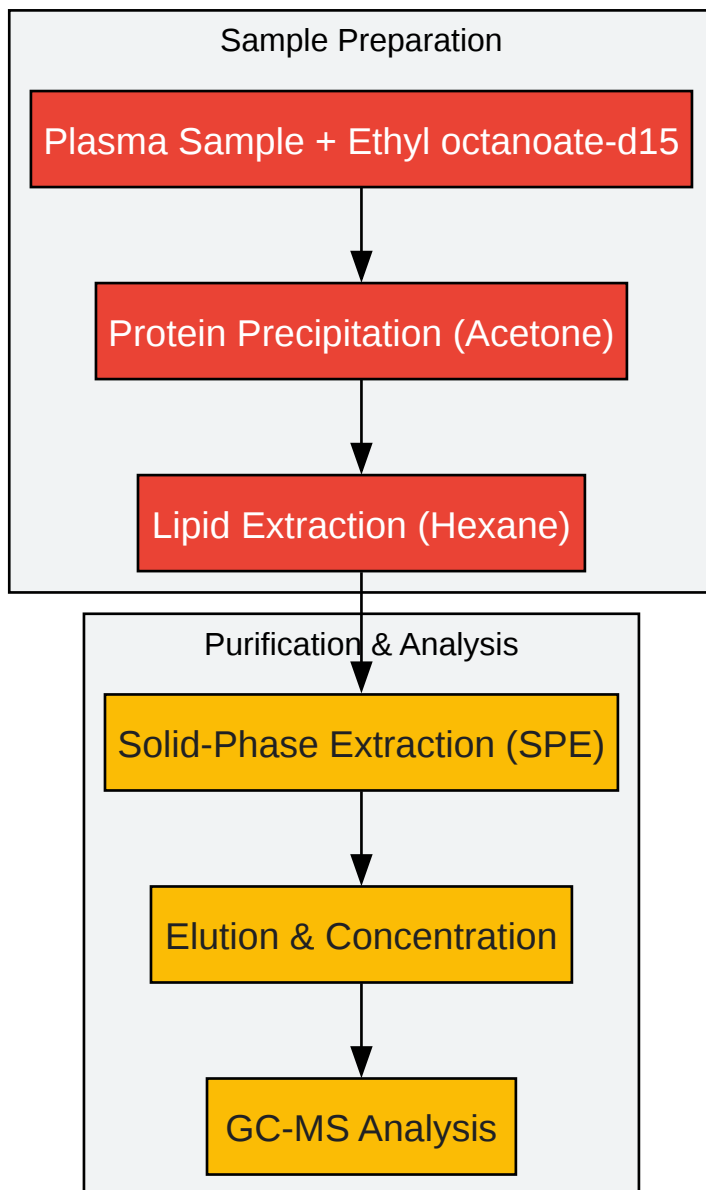 Sample Preparation
Plasma Sample + Ethyl octanoate-d15
Protein Precipitation (Acetone)
Lipid Extraction (Hexane)
Purification & Analysis
Solid-Phase Extraction (SPE)
Elution & Concentration
GC-MS Analysis